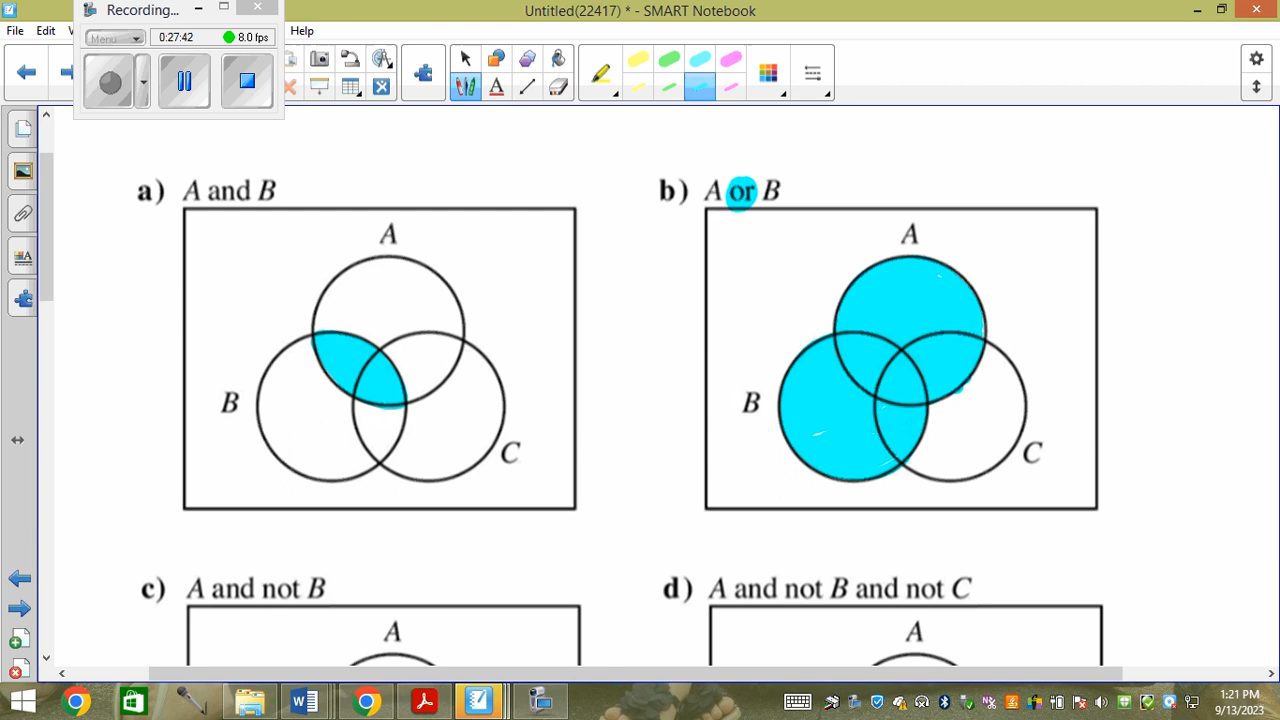 Recording...
Untitled(22417) * - SMART Notebook
File Edit V Help
Menu 0:27:42 8.0 fps
a) A and B
b) A or B
A
A
B
B
C
C
c) A and not B
d) A and not B and not C
A
A
1:21 PM
9/13/2023